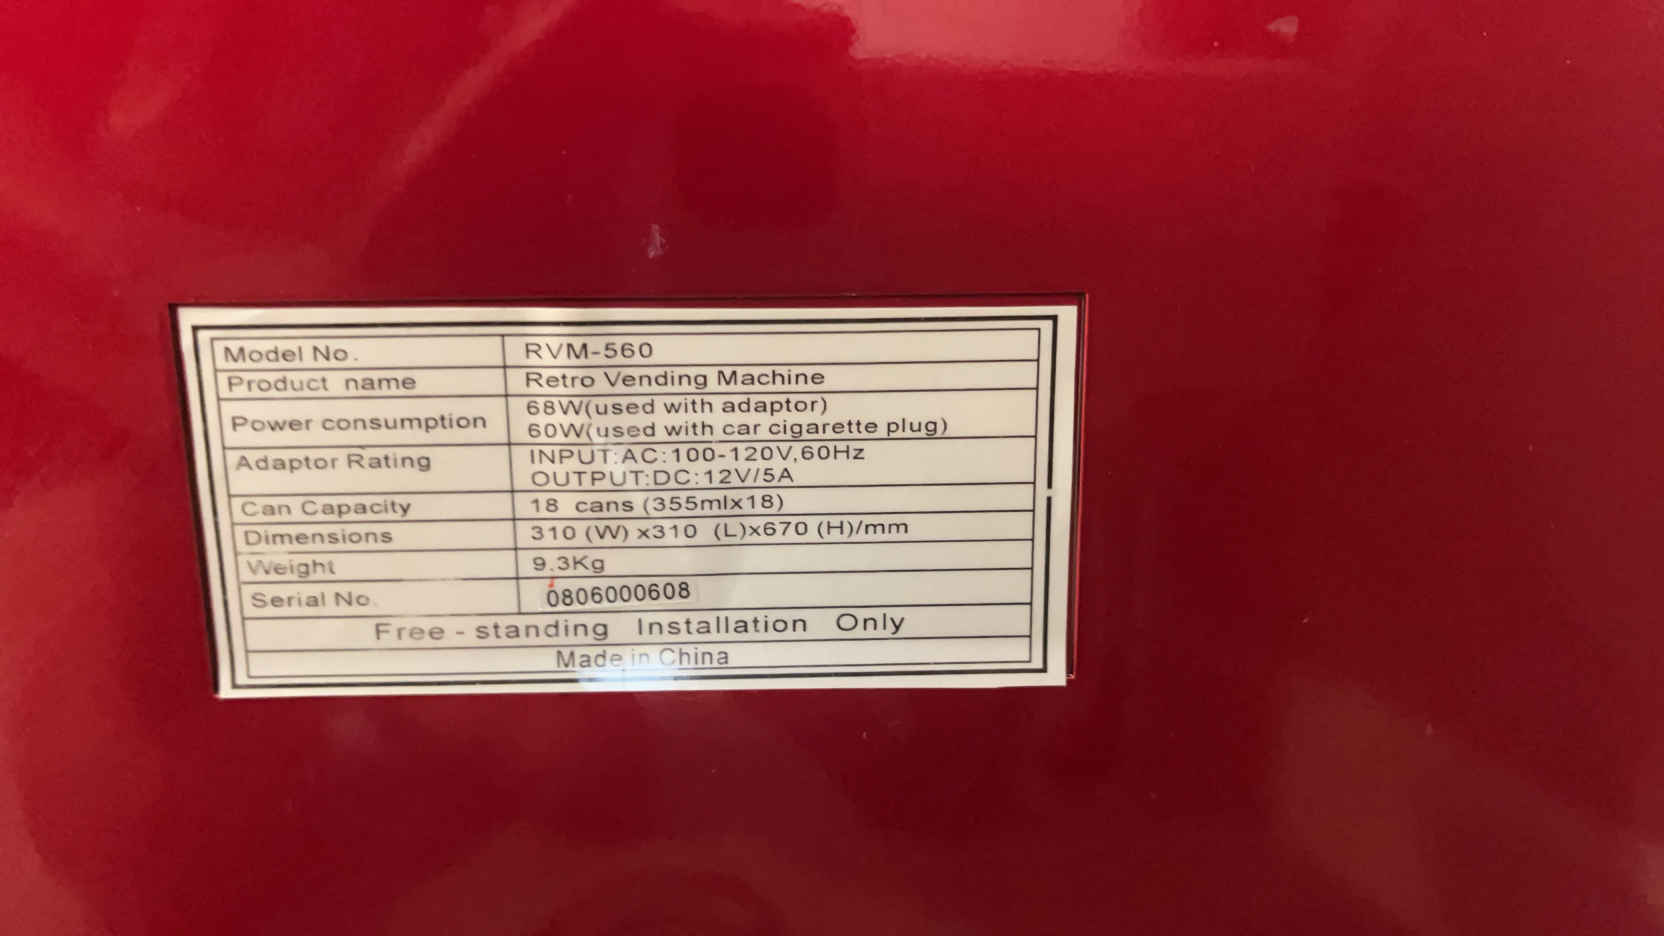 Model No. RVM-560
Product name Retro Vending Machine
Power consumption 68W(used with adaptor)
60W(used with car cigarette plug)
Adaptor Rating INPUT:AC:100-120V,60Hz
OUTPUT:DC:12V/5A
Can Capacity 18 cans (355mlx18)
Dimensions 310 (W) x310 (L)x670 (H)/mm
Weight 9.3Kg
Serial No. 0806000608
Free - standing Installation Only
Made in China